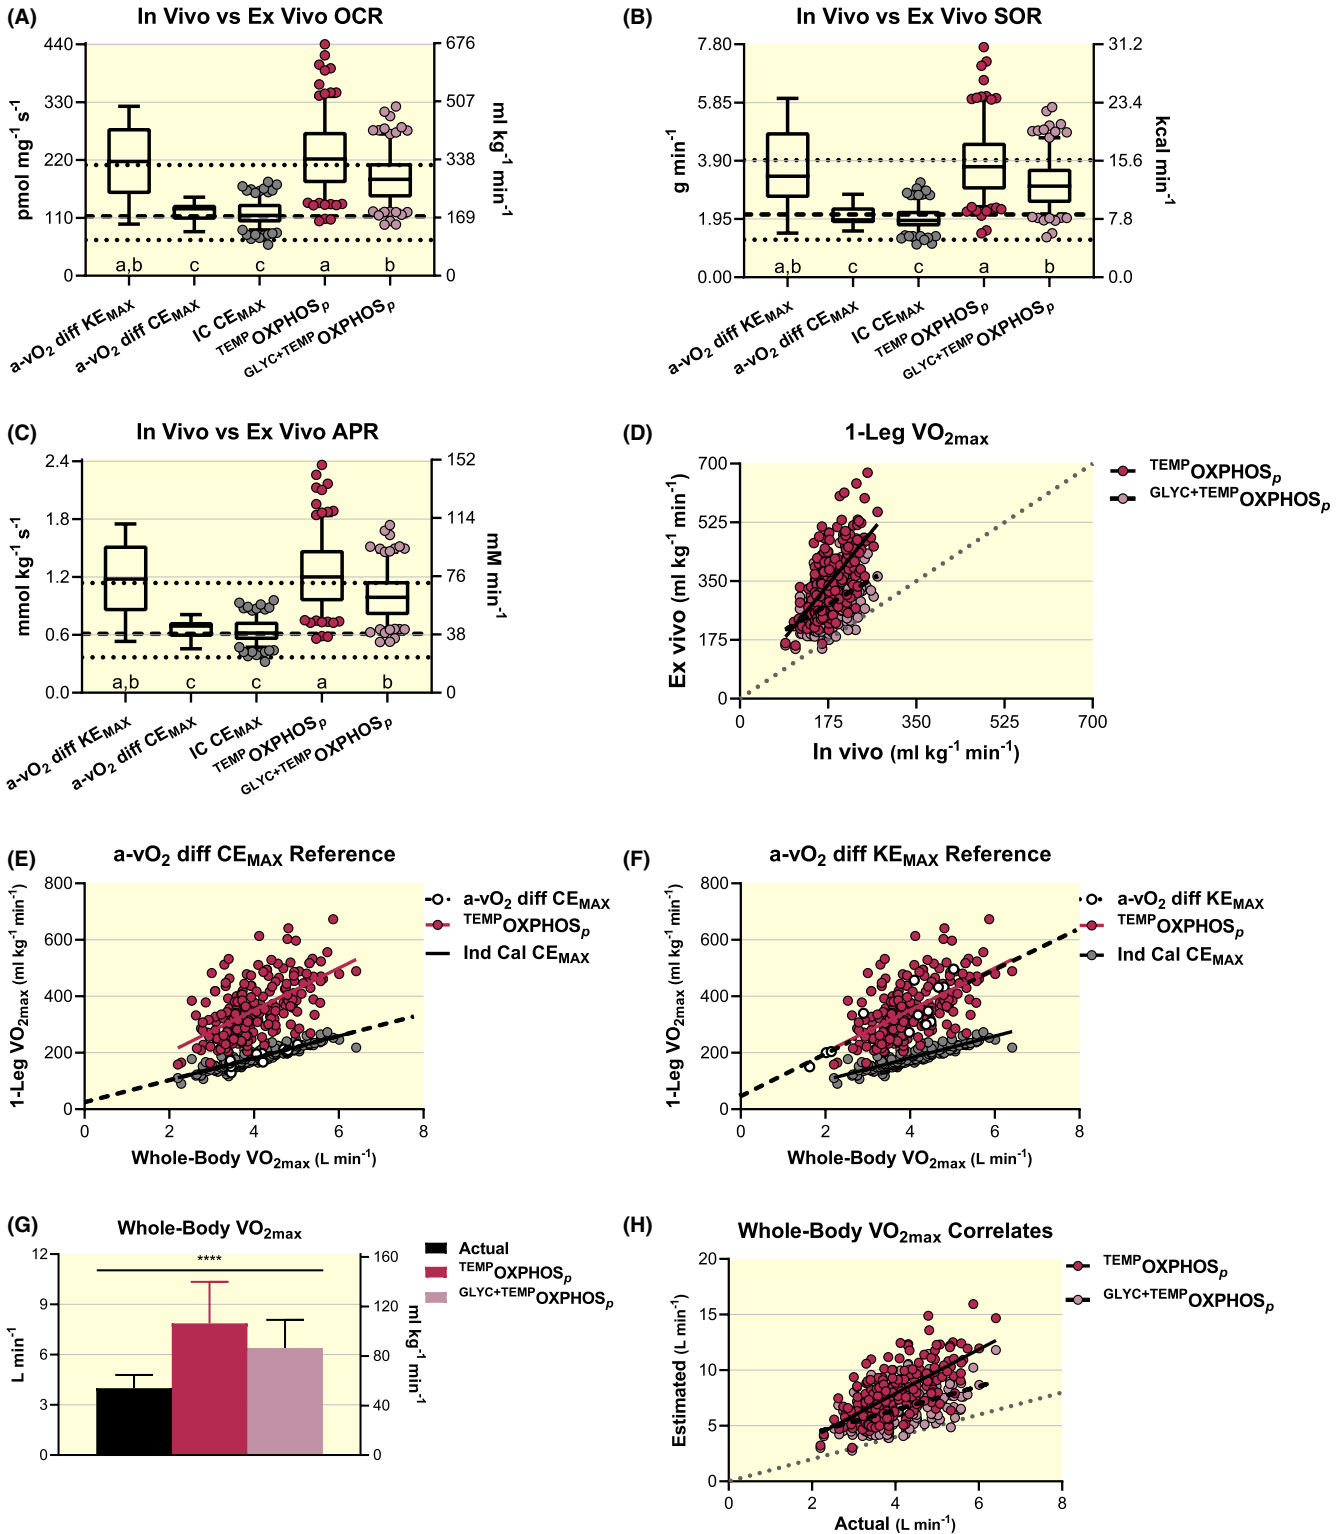 (A) In Vivo vs Ex Vivo OCR
440
330
220
110
0
pmol mg-1 s-1
676
507
338
169
0
ml kg-1 min-1
a,b c c a b
a-vO2 diff KEMAX
a-vO2 diff CEMAX
IC CEMAX
TEMPOXPHOSp
GLYC+TEMPOXPHOSp
(B) In Vivo vs Ex Vivo SOR
7.80
5.85
3.90
1.95
0.00
g min-1
31.2
23.4
15.6
7.8
0.0
kcal min-1
a,b c c a b
a-vO2 diff KEMAX
a-vO2 diff CEMAX
IC CEMAX
TEMPOXPHOSp
GLYC+TEMPOXPHOSp
(C) In Vivo vs Ex Vivo APR
2.4
1.8
1.2
0.6
0.0
mmol kg-1 s-1
152
114
76
38
0
mM min-1
a,b c c a b
a-vO2 diff KEMAX
a-vO2 diff CEMAX
IC CEMAX
TEMPOXPHOSp
GLYC+TEMPOXPHOSp
(D) 1-Leg VO2max
700
525
350
175
0
Ex vivo (ml kg-1 min-1)
0 175 350 525 700
In vivo (ml kg-1 min-1)
TEMPOXPHOSp
GLYC+TEMPOXPHOSp
(E) a-vO2 diff CEMAX Reference
800
600
400
200
0
1-Leg VO2max (ml kg-1 min-1)
0 2 4 6 8
Whole-Body VO2max (L min-1)
a-vO2 diff CEMAX
TEMPOXPHOSp
Ind Cal CEMAX
(F) a-vO2 diff KEMAX Reference
800
600
400
200
0
1-Leg VO2max (ml kg-1 min-1)
0 2 4 6 8
Whole-Body VO2max (L min-1)
a-vO2 diff KEMAX
TEMPOXPHOSp
Ind Cal CEMAX
(G) Whole-Body VO2max
12
9
6
3
0
L min-1
****
160
120
80
40
0
ml kg-1 min-1
Actual
TEMPOXPHOSp
GLYC+TEMPOXPHOSp
(H) Whole-Body VO2max Correlates
20
15
10
5
0
Estimated (L min-1)
0 2 4 6 8
Actual (L min-1)
TEMPOXPHOSp
GLYC+TEMPOXPHOSp